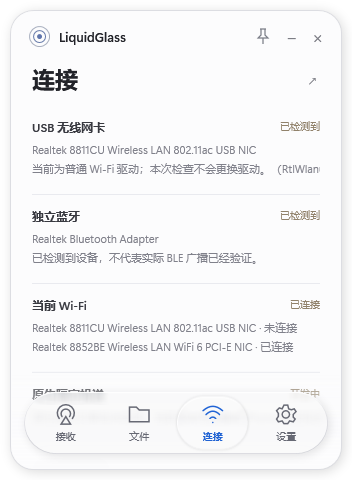 LiquidGlass
连接
USB 无线网卡
已检测到
Realtek 8811CU Wireless LAN 802.11ac USB NIC
当前为普通 Wi-Fi 驱动；本次检查不会更换驱动。 (RtlWlan
独立蓝牙
已检测到
Realtek Bluetooth Adapter
已检测到设备，不代表实际 BLE 广播已经验证。
当前 Wi-Fi
已连接
Realtek 8811CU Wireless LAN 802.11ac USB NIC · 未连接
Realtek 8852BE Wireless LAN WiFi 6 PCI-E NIC · 已连接
接收
文件
连接
设置